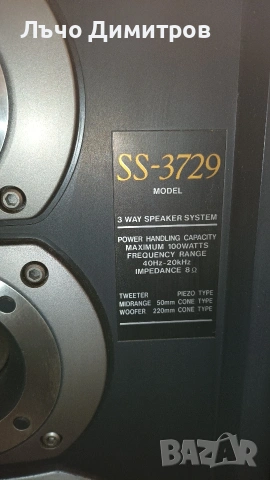 Лъчо Димитров
SS-3729
MODEL
3 WAY SPEAKER SYSTEM
POWER HANDLING CAPACITY
MAXIMUM 100WATTS
FREQUENCY RANGE
40Hz-20kHz
IMPEDANCE 8Ω
TWEETER PIEZO TYPE
MIDRANGE 50mm CONE TYPE
WOOFER 220mm CONE TYPE
BAZAR